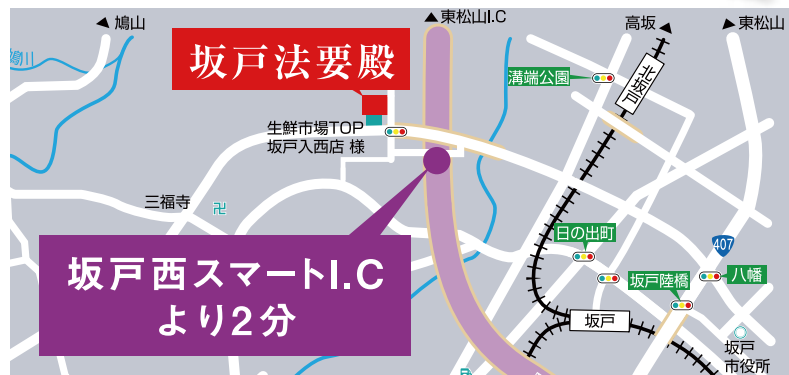 鳩山
東松山I.C
高坂
東松山
鳩川
坂戸法要殿
溝端公園
北坂戸
生鮮市場TOP
坂戸入西店 様
三福寺
卍
日の出町
407
坂戸西スマートI.C
より2分
坂戸陸橋
八幡
坂戸
坂戸
市役所